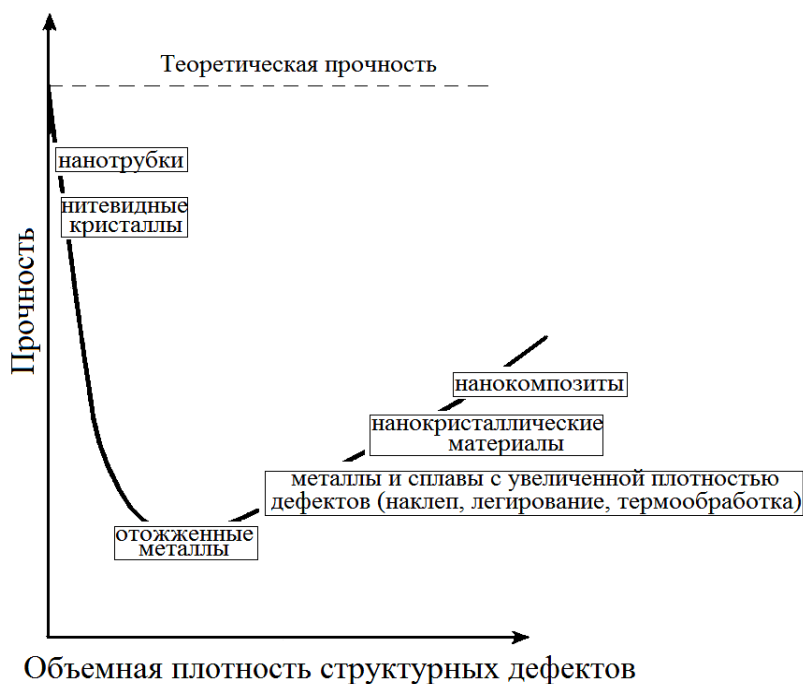 Теоретическая прочность
нанотрубки
нитевидные
кристаллы
Прочность
нанокомпозиты
нанокристаллические
материалы
металлы и сплавы с увеличенной плотностью
дефектов (наклеп, легирование, термообработка)
отожженные
металлы
Объемная плотность структурных дефектов